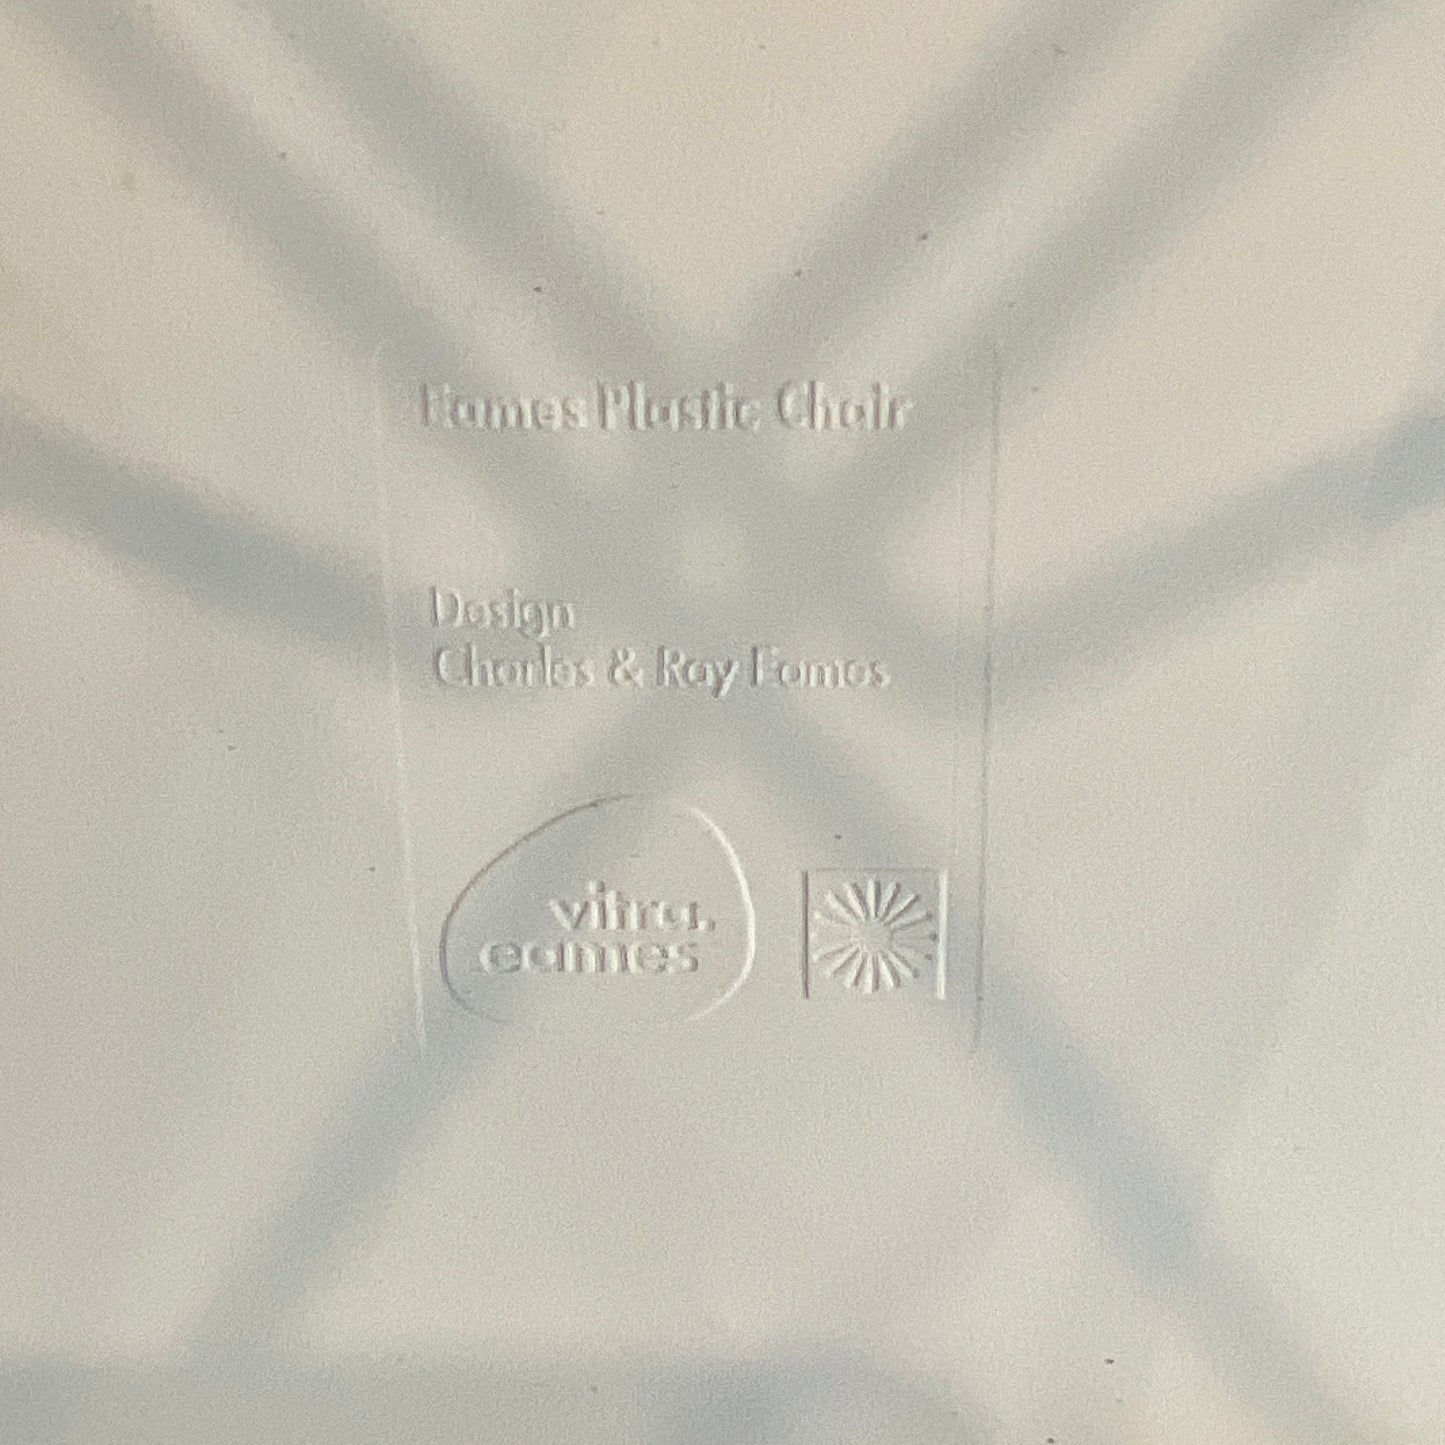 Eames Plastic Chair
Design
Charles & Ray Eames
vitra.
eames